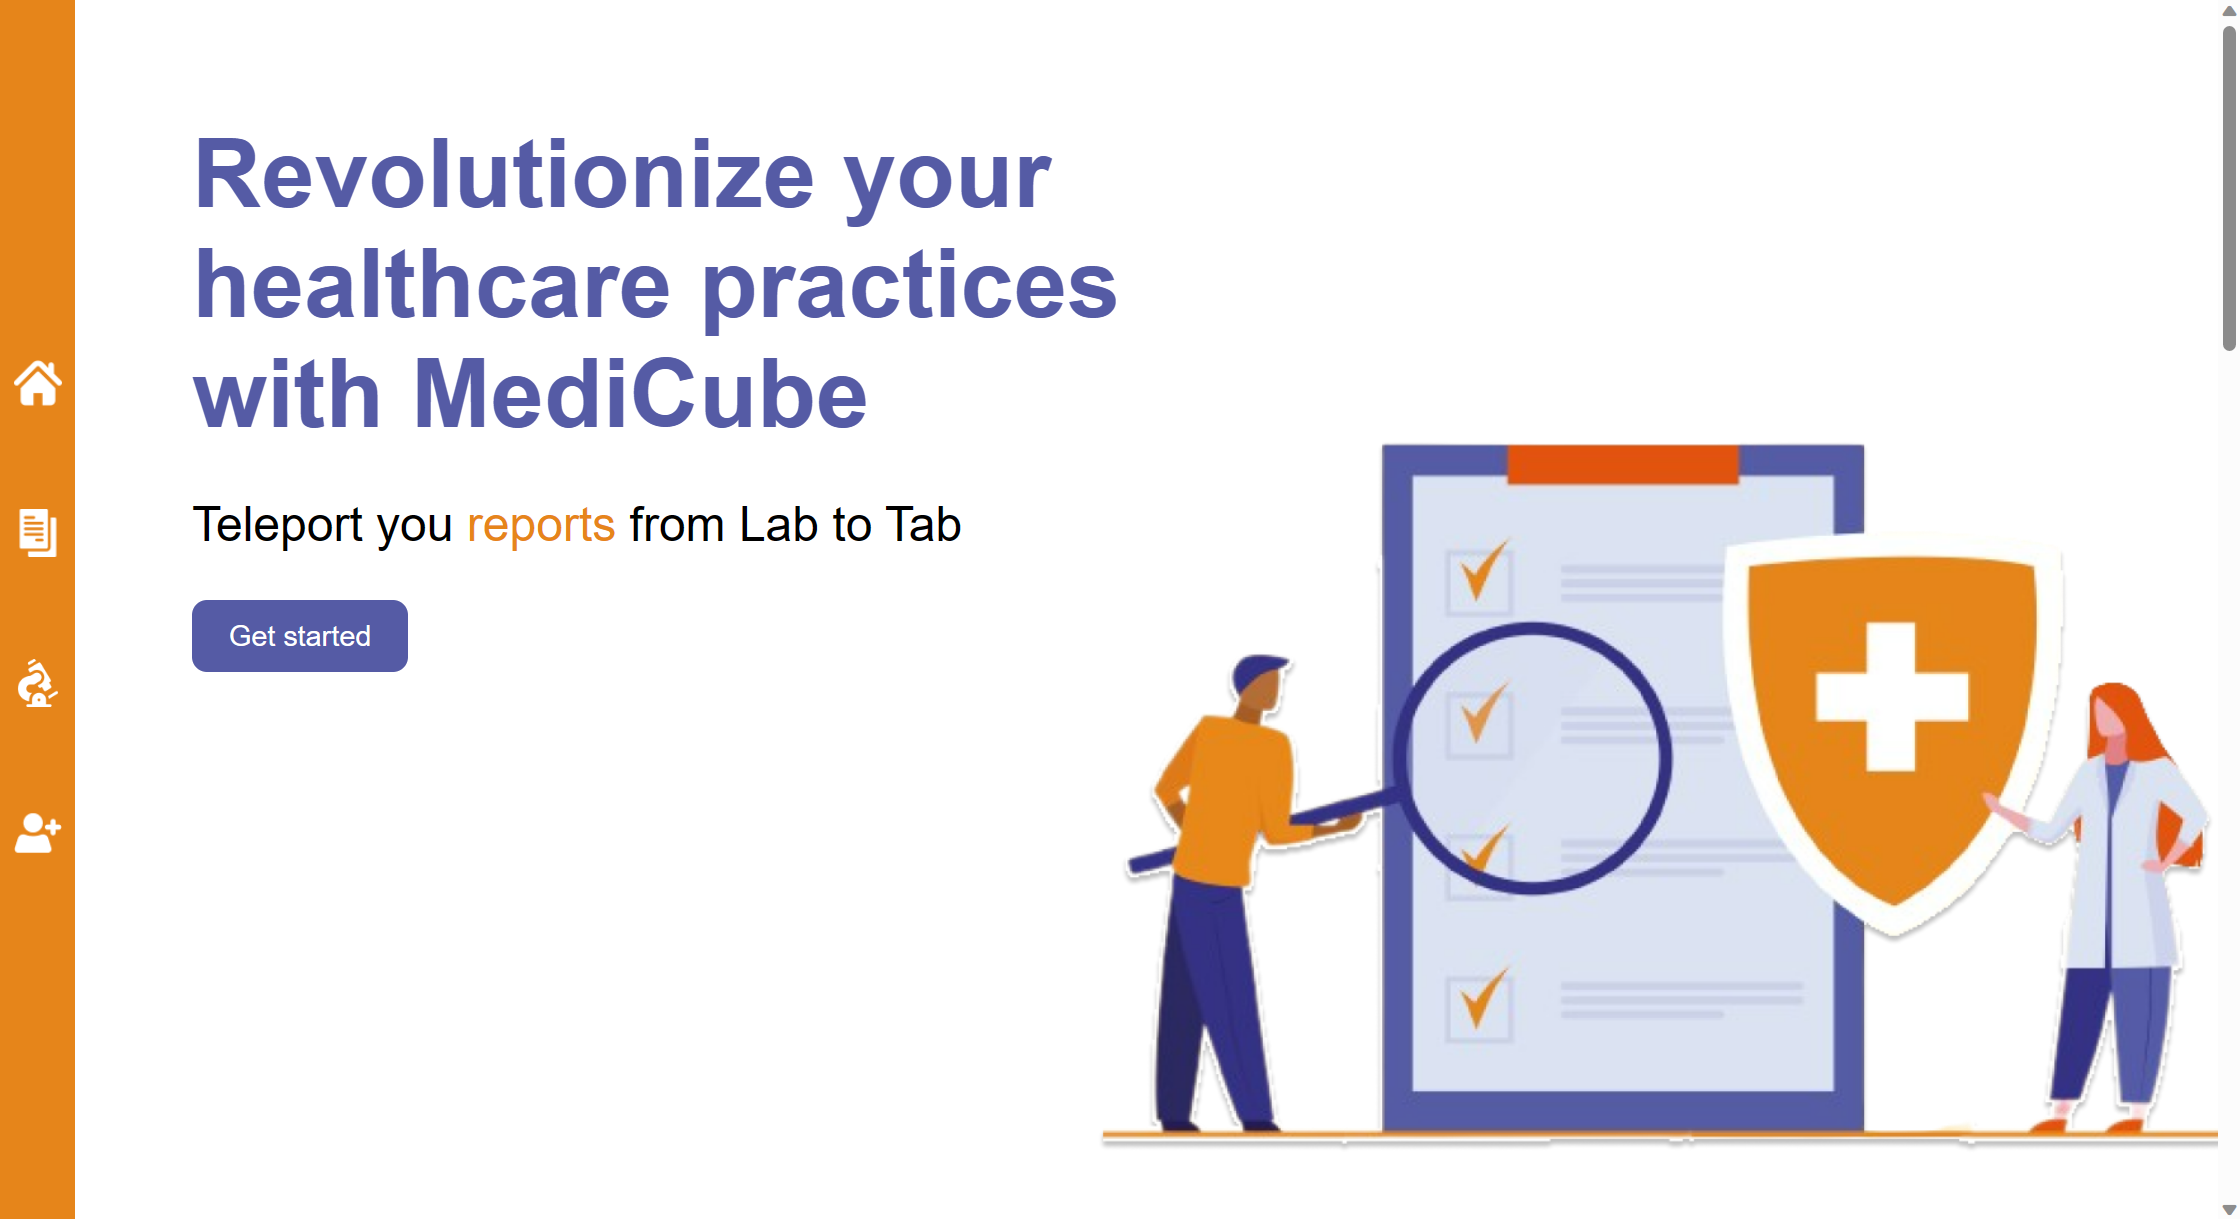 Revolutionize your
healthcare practices
with MediCube
Teleport you reports from Lab to Tab
Get started